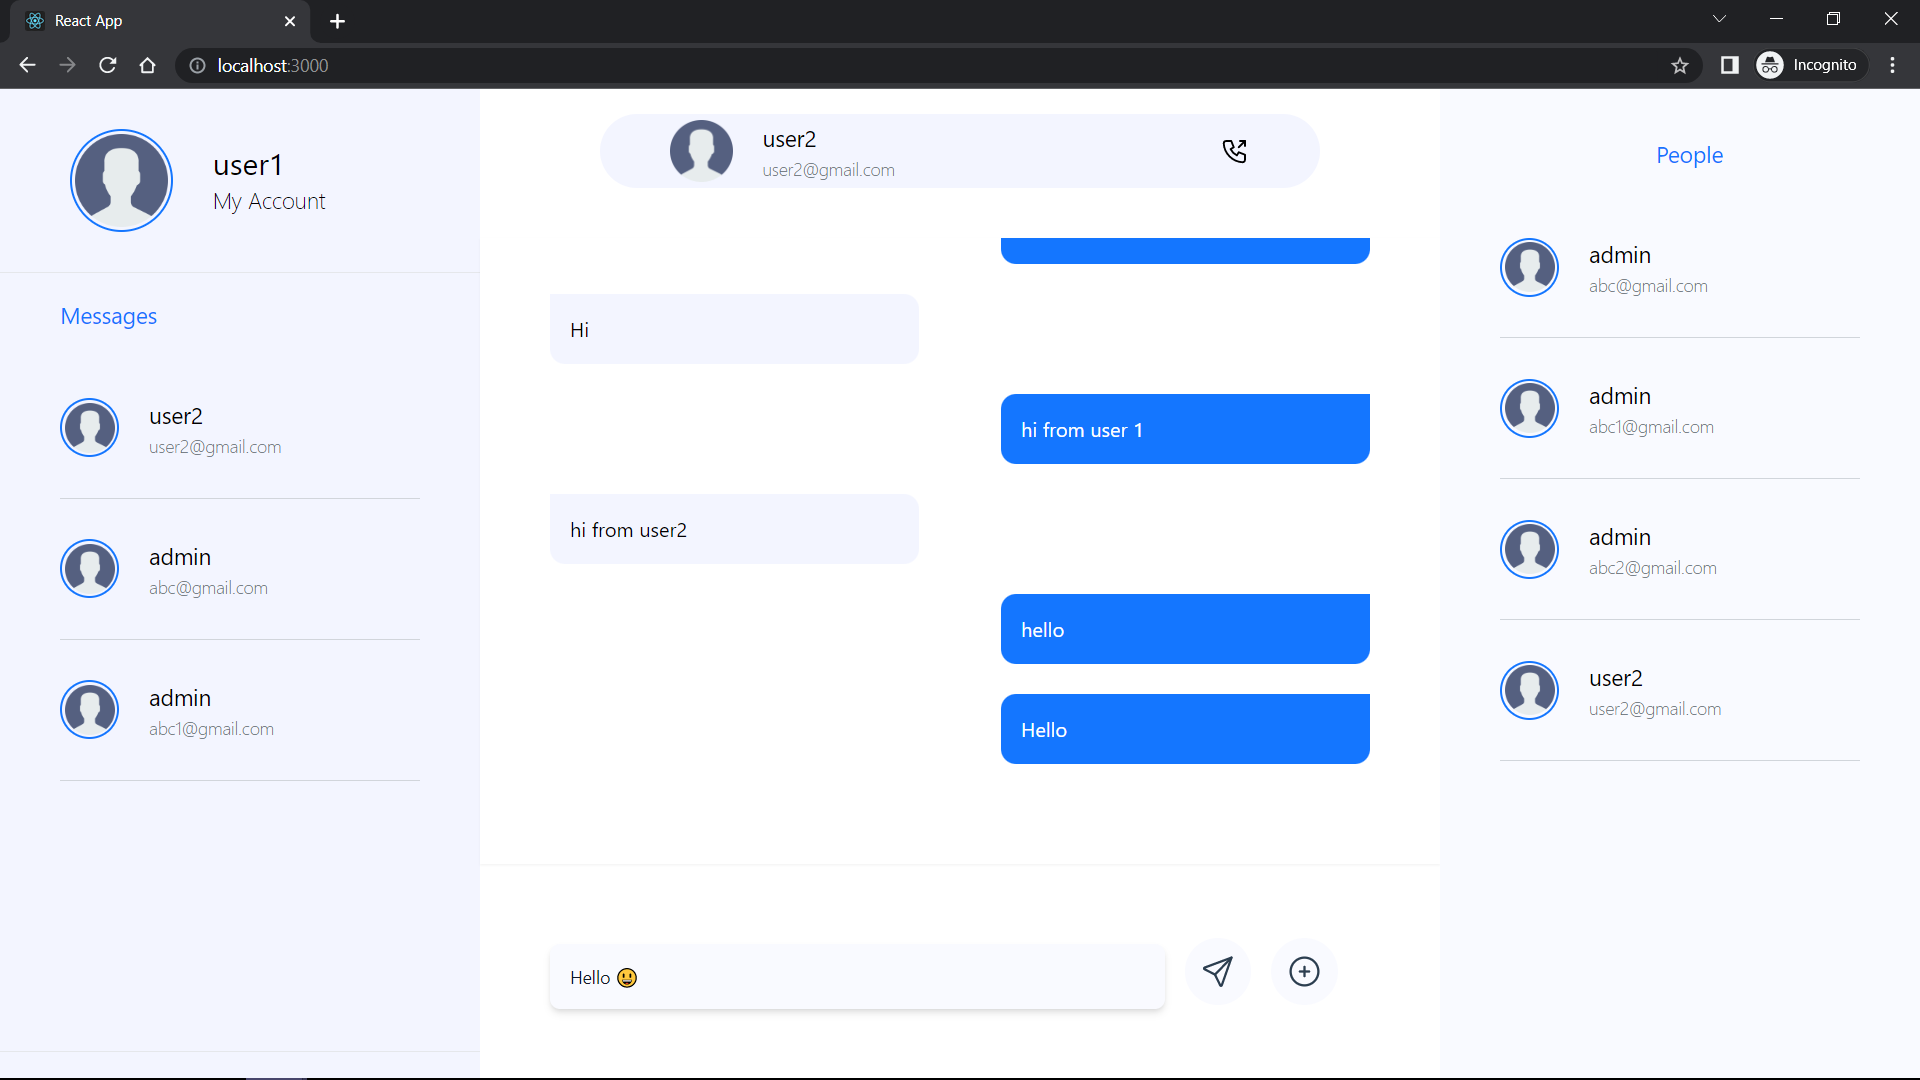 React App
localhost:3000
Incognito
user1
My Account
Messages
user2
user2@gmail.com
admin
abc@gmail.com
admin
abc1@gmail.com
user2
user2@gmail.com
Hi
hi from user 1
hi from user2
hello
Hello
Hello 😃
People
admin
abc@gmail.com
admin
abc1@gmail.com
admin
abc2@gmail.com
user2
user2@gmail.com